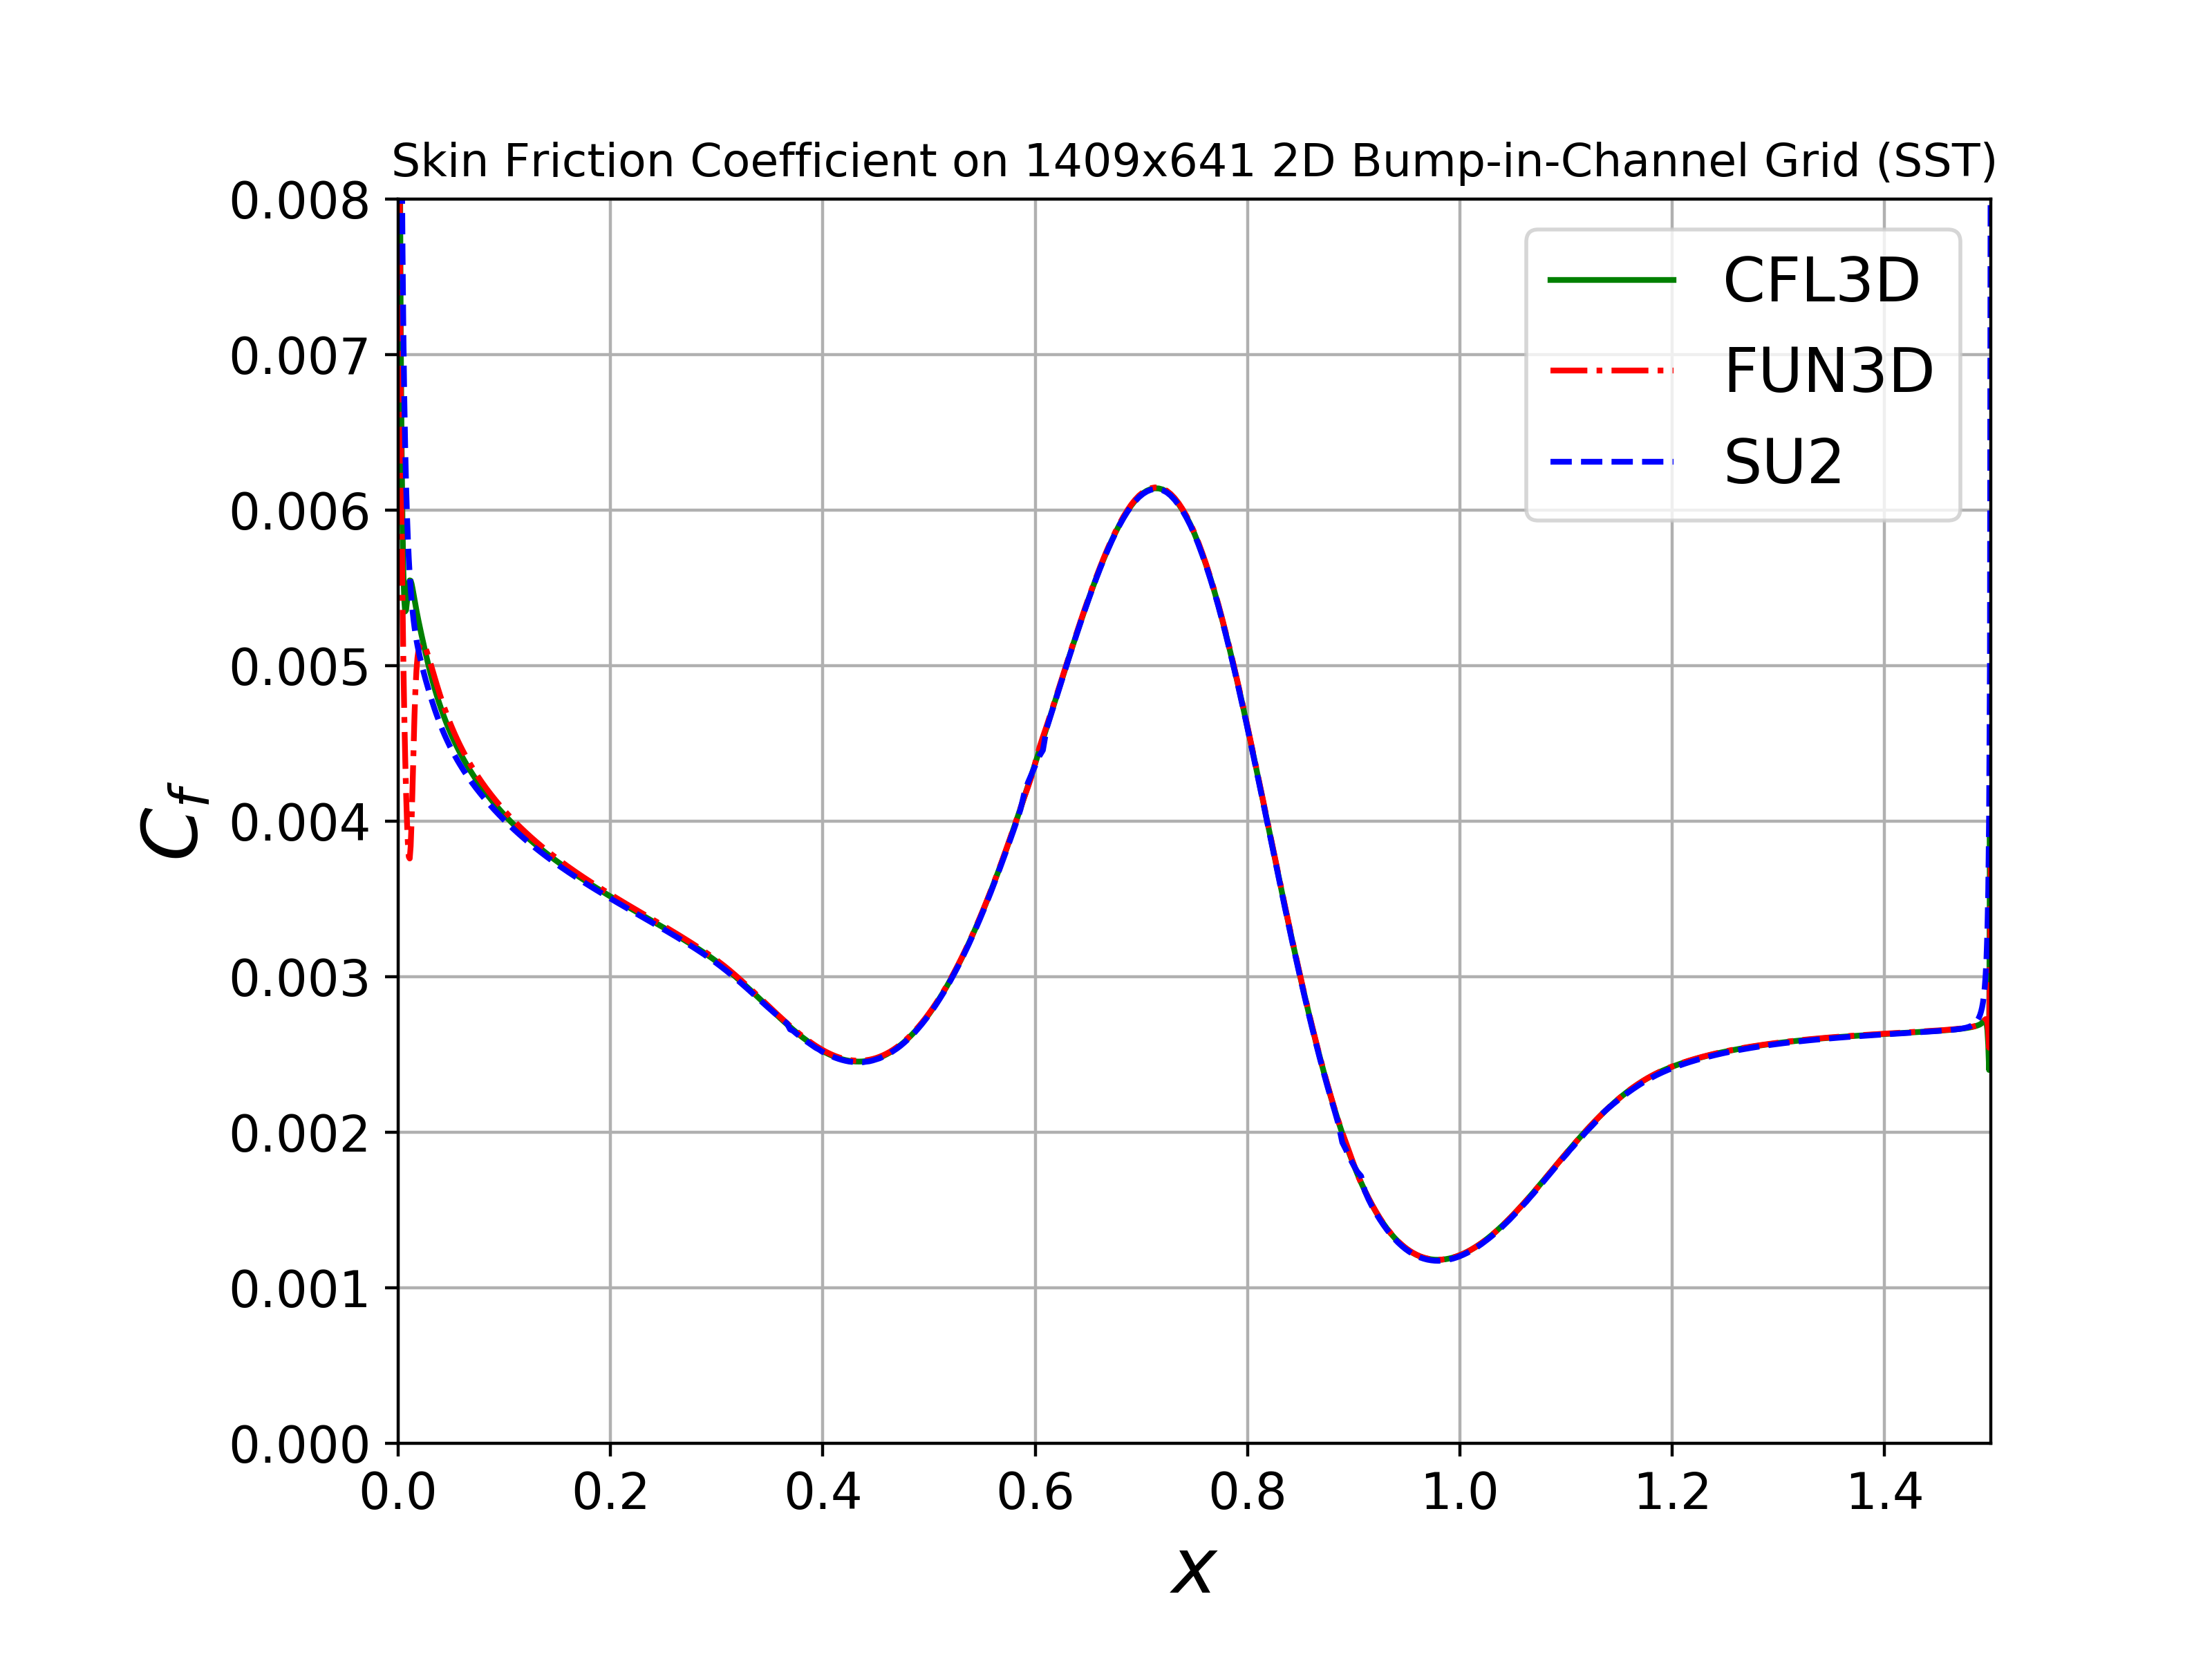 Skin Friction Coefficient on 1409x641 2D Bump-in-Channel Grid (SST)
0.008
0.007
0.006
0.005
0.004
0.003
0.002
0.001
0.000
C_f
CFL3D
FUN3D
SU2
0.0 0.2 0.4 0.6 0.8 1.0 1.2 1.4
x